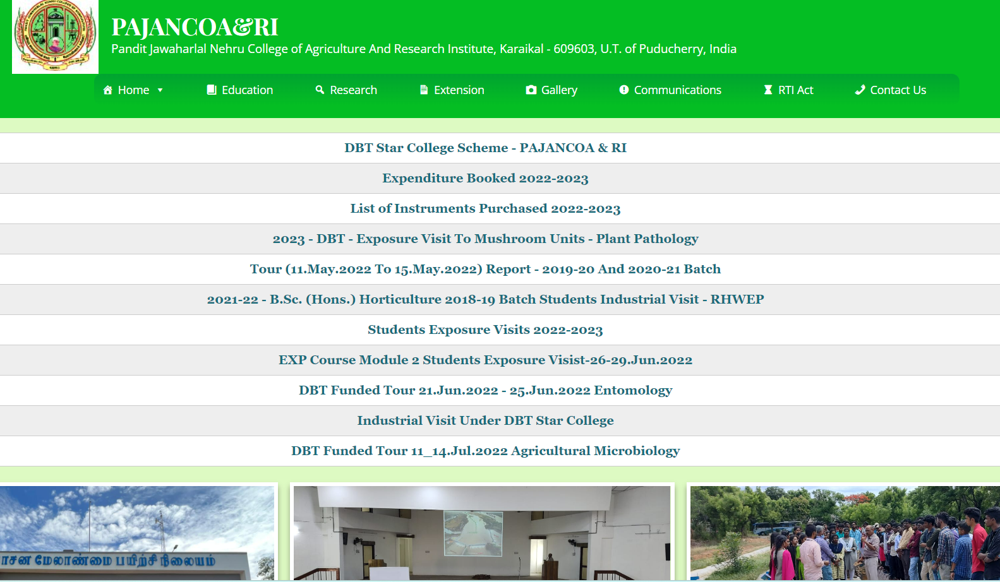 PAJANCOA&RI
Pandit Jawaharlal Nehru College of Agriculture And Research Institute, Karaikal - 609603, U.T. of Puducherry, India
Home
Education
Research
Extension
Gallery
Communications
RTI Act
Contact Us
DBT Star College Scheme - PAJANCOA & RI
Expenditure Booked 2022-2023
List of Instruments Purchased 2022-2023
2023 - DBT - Exposure Visit To Mushroom Units - Plant Pathology
Tour (11.May.2022 To 15.May.2022) Report - 2019-20 And 2020-21 Batch
2021-22 - B.Sc. (Hons.) Horticulture 2018-19 Batch Students Industrial Visit - RHWEP
Students Exposure Visits 2022-2023
EXP Course Module 2 Students Exposure Visist-26-29.Jun.2022
DBT Funded Tour 21.Jun.2022 - 25.Jun.2022 Entomology
Industrial Visit Under DBT Star College
DBT Funded Tour 11_14.Jul.2022 Agricultural Microbiology
மேலாண்மை பயிற்சி நிலையம்